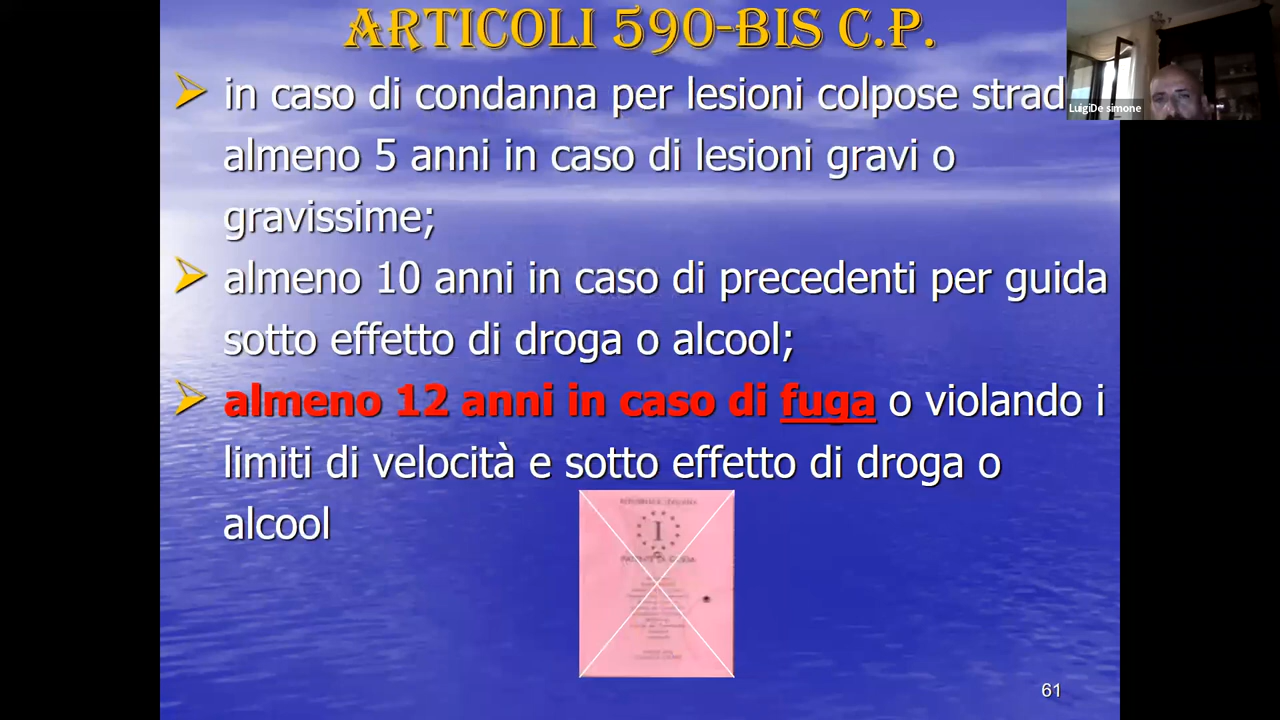 ARTICOLI 590-BIS C.P.
in caso di condanna per lesioni colpose strad
almeno 5 anni in caso di lesioni gravi o
gravissime;
almeno 10 anni in caso di precedenti per guida
sotto effetto di droga o alcool;
almeno 12 anni in caso di fuga o violando i
limiti di velocità e sotto effetto di droga o
alcool
I
61
LuigiDe simone